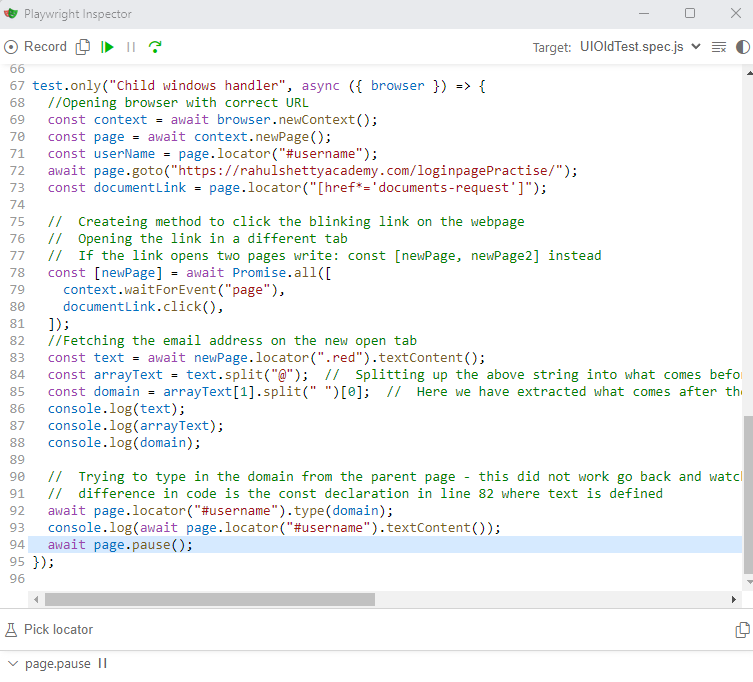 Playwright Inspector
Record
Target: UIOldTest.spec.js
66
67 test.only("Child windows handler", async ({ browser }) => {
68 //Opening browser with correct URL
69 const context = await browser.newContext();
70 const page = await context.newPage();
71 const userName = page.locator("#username");
72 await page.goto("https://rahulshettyacademy.com/loginpagePractise/");
73 const documentLink = page.locator("[href*='documents-request']");
74
75 //  Createing method to click the blinking link on the webpage
76 //  Opening the link in a different tab
77 //  If the link opens two pages write: const [newPage, newPage2] instead
78 const [newPage] = await Promise.all([
79 context.waitForEvent("page"),
80 documentLink.click(),
81 ]);
82 //Fetching the email address on the new open tab
83 const text = await newPage.locator(".red").textContent();
84 const arrayText = text.split("@");  //  Splitting up the above string into what comes befo
85 const domain = arrayText[1].split(" ")[0];  //  Here we have extracted what comes after the
86 console.log(text);
87 console.log(arrayText);
88 console.log(domain);
89
90 //  Trying to type in the domain from the parent page - this did not work go back and watc
91 //  difference in code is the const declaration in line 82 where text is defined
92 await page.locator("#username").type(domain);
93 console.log(await page.locator("#username").textContent());
94 await page.pause();
95 });
96
Pick locator
page.pause